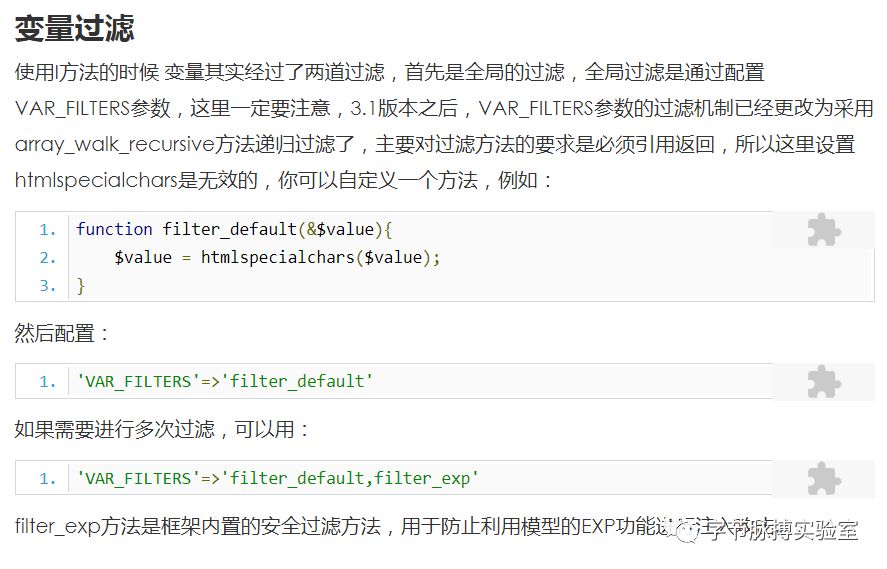 变量过滤
使用I方法的时候 变量其实经过了两道过滤，首先是全局的过滤，全局过滤是通过配置
VAR_FILTERS参数，这里一定要注意，3.1版本之后，VAR_FILTERS参数的过滤机制已经更改为采用
array_walk_recursive方法递归过滤了，主要对过滤方法的要求是必须引用返回，所以这里设置
htmlspecialchars是无效的，你可以自定义一个方法，例如：
1. function filter_default(&$value){
2. $value = htmlspecialchars($value);
3. }
然后配置：
1. 'VAR_FILTERS'=>'filter_default'
如果需要进行多次过滤，可以用：
1. 'VAR_FILTERS'=>'filter_default,filter_exp'
filter_exp方法是框架内置的安全过滤方法，用于防止利用模型的EXP功能
字节脉搏实验室